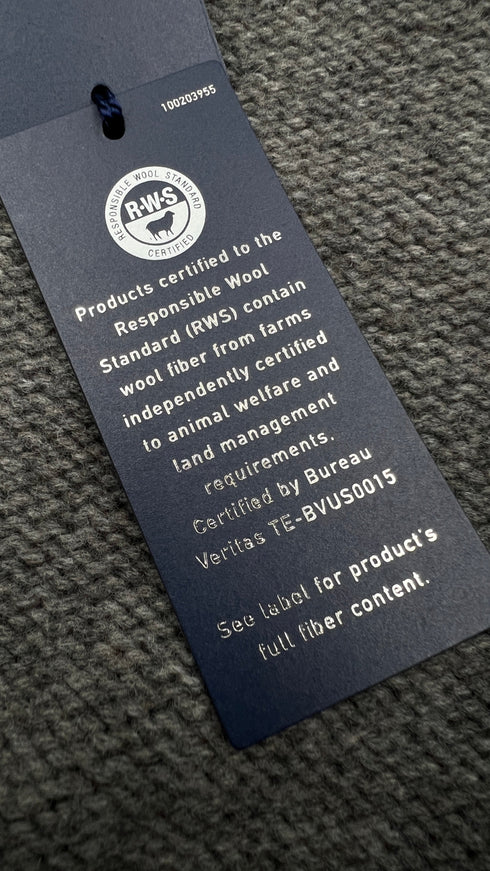 100203955
RESPONSIBLE WOOL STANDARD
R·W·S
CERTIFIED
Products certified to the
Responsible Wool
Standard (RWS) contain
wool fiber from farms
independently certified
to animal welfare and
land management
requirements.
Certified by Bureau
Veritas TE-BVUS0015
See label for product's
full fiber content.